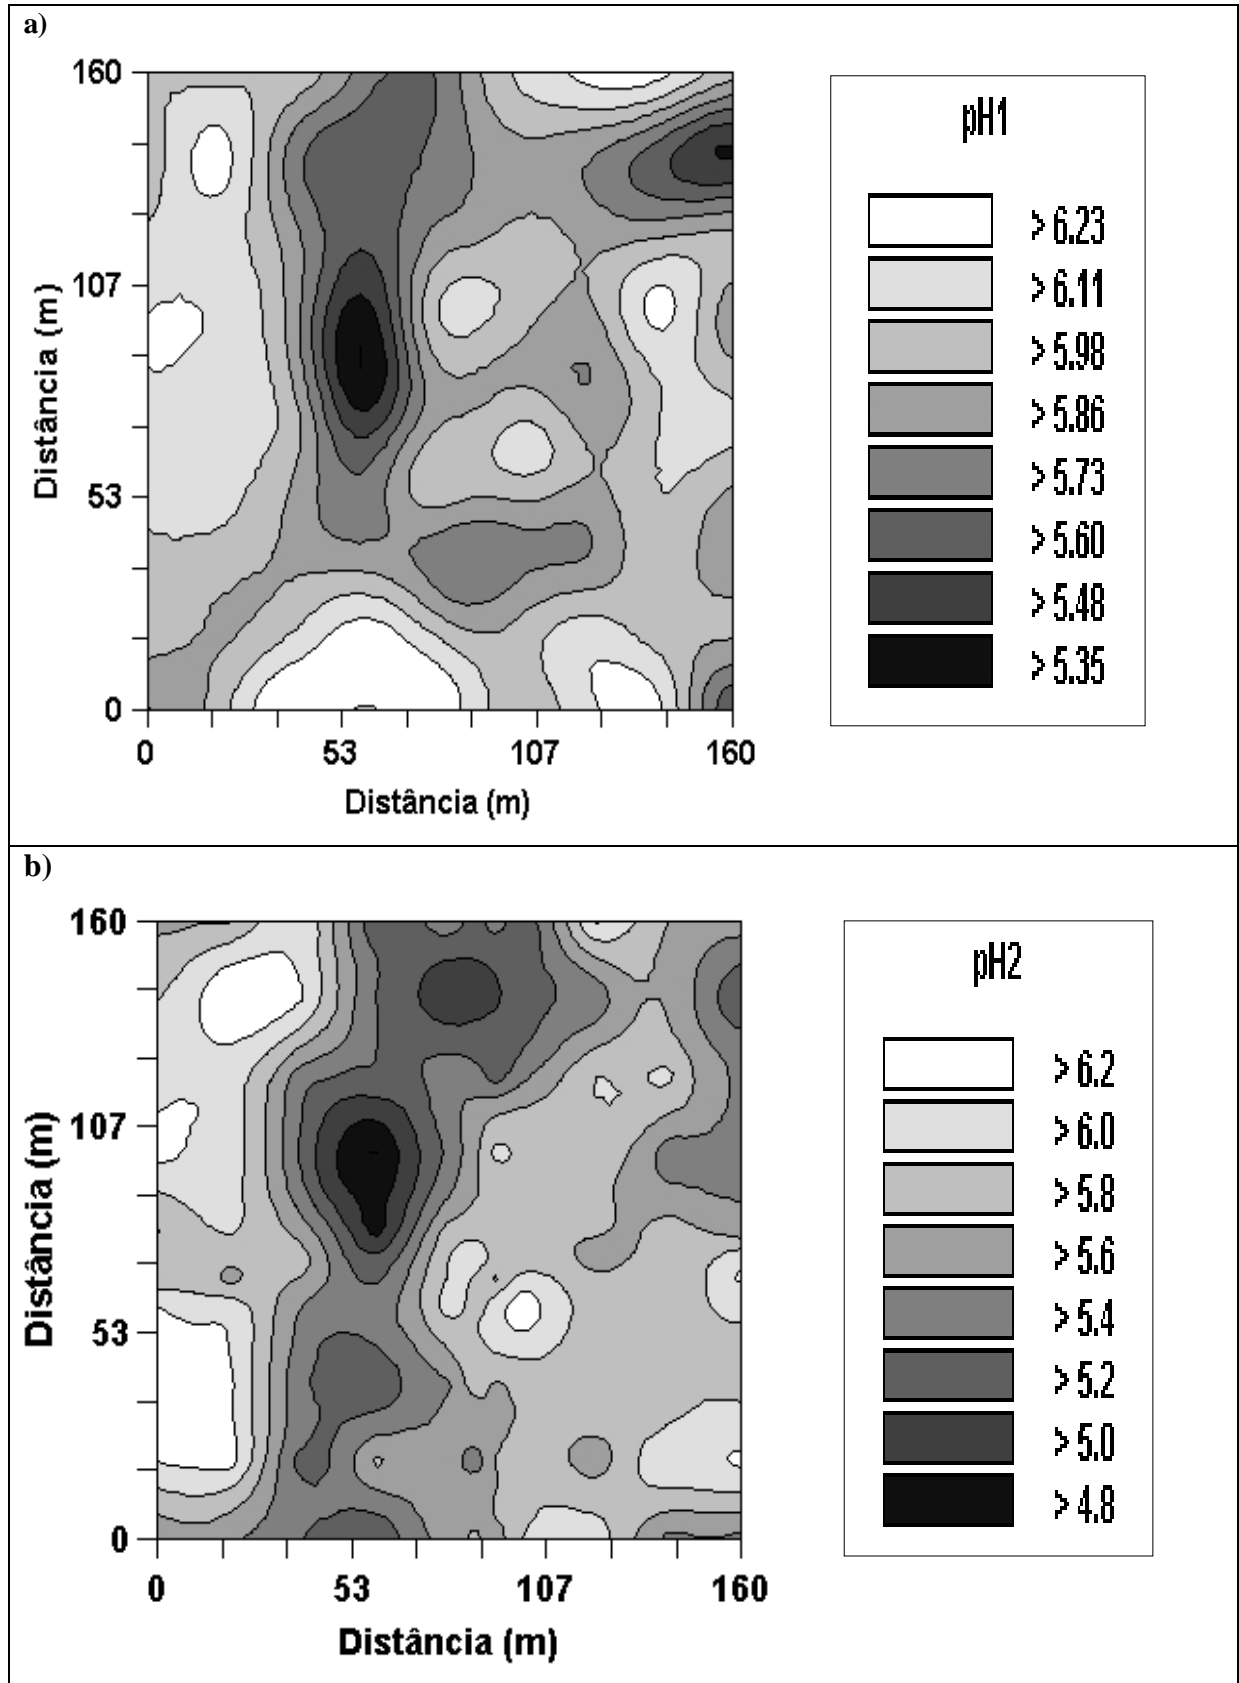 a)
160
107
53
0
0 53 107 160
Distância (m)
Distância (m)
pH1
> 6.23
> 6.11
> 5.98
> 5.86
> 5.73
> 5.60
> 5.48
> 5.35
b)
160
107
53
0
0 53 107 160
Distância (m)
Distância (m)
pH2
> 6.2
> 6.0
> 5.8
> 5.6
> 5.4
> 5.2
> 5.0
> 4.8